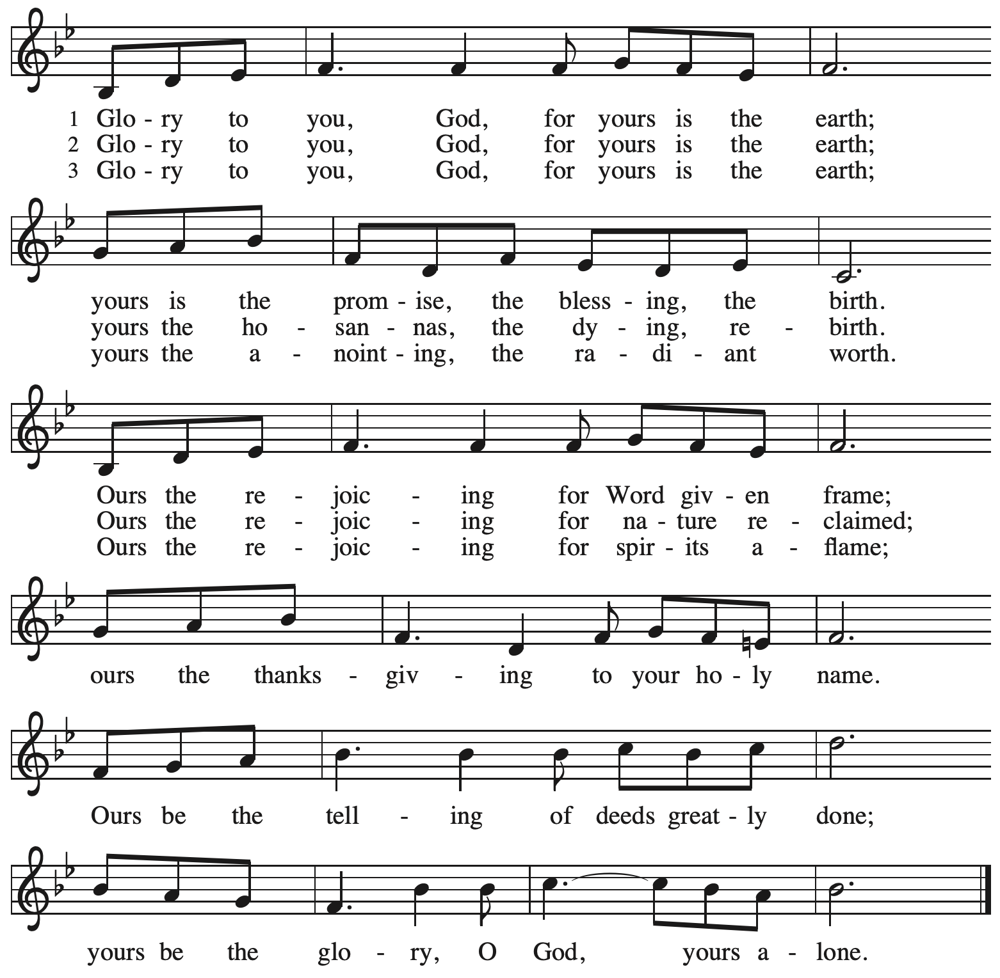 1 Glo - ry to you, God, for yours is the earth;
2 Glo - ry to you, God, for yours is the earth;
3 Glo - ry to you, God, for yours is the earth;
yours is the prom - ise, the bless - ing, the birth.
yours the ho - san - nas, the dy - ing, re - birth.
yours the a - noint - ing, the ra - di - ant worth.
Ours the re - joic - ing for Word giv - en frame;
Ours the re - joic - ing for na - ture re - claimed;
Ours the re - joic - ing for spir - its a - flame;
ours the thanks - giv - ing to your ho - ly name.
Ours be the tell - ing of deeds great - ly done;
yours be the glo - ry, O God, yours a - lone.